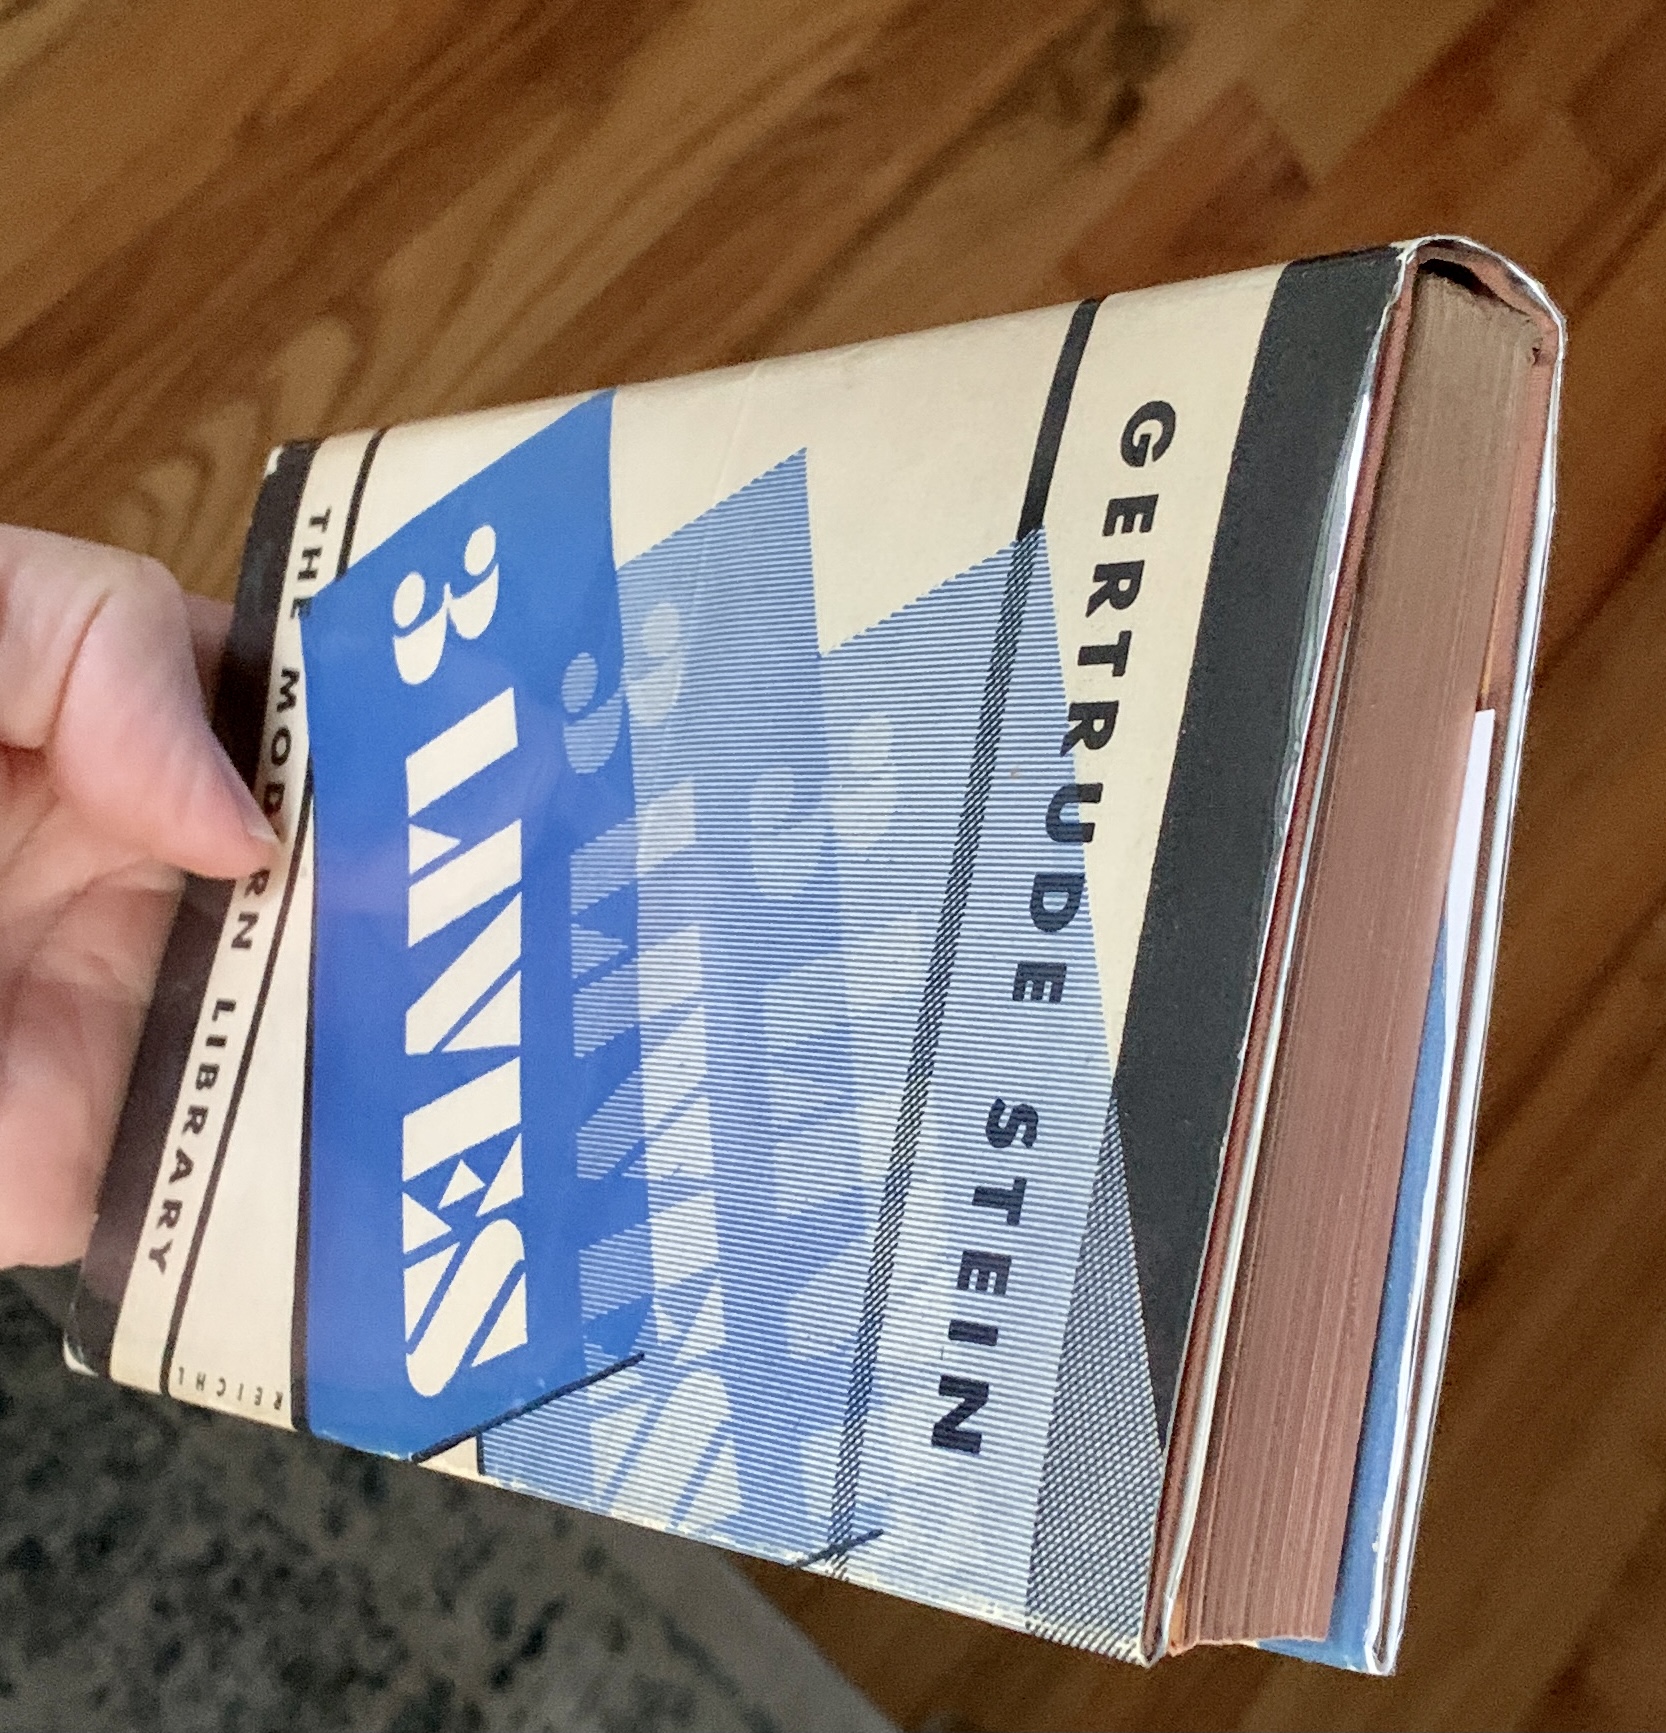 GERTRUDE STEIN
3 LIVES
THE MODERN LIBRARY
REICHL